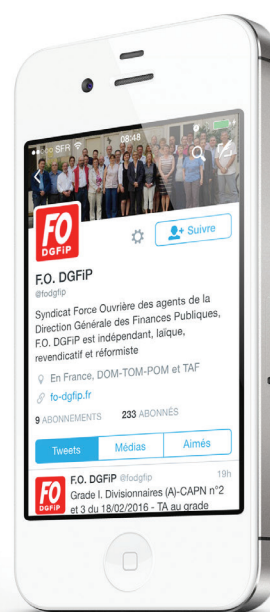 SFR 08:48
FO
DGFiP
Suivre
F.O. DGFiP
@fodgfip
Syndicat Force Ouvrière des agents de la
Direction Générale des Finances Publiques,
F.O. DGFiP est indépendant, laïque,
revendicatif et réformiste
En France, DOM-TOM-POM et TAF
fo-dgfip.fr
9 ABONNEMENTS 233 ABONNÉS
Tweets Médias Aimés
FO
DGFiP
F.O. DGFiP @fodgfip 19h
Grade I. Divisionnaires (A)-CAPN n°2
et 3 du 18/02/2016 - TA au grade